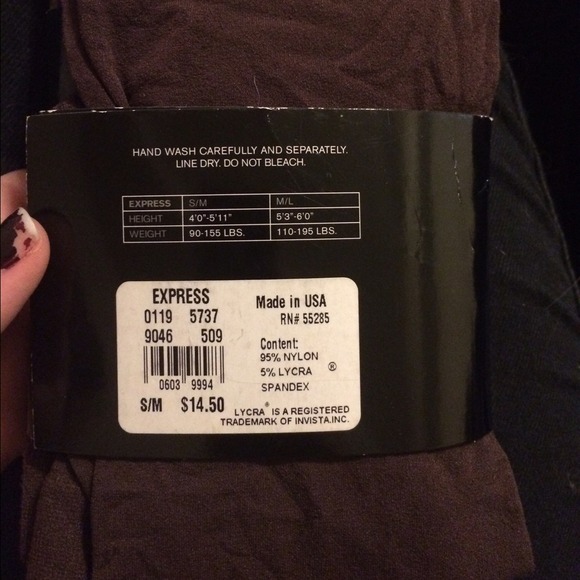 HAND WASH CAREFULLY AND SEPARATELY.
LINE DRY. DO NOT BLEACH.
EXPRESS S/M M/L
HEIGHT 4'0"-5'11" 5'3"-6'0"
WEIGHT 90-155 LBS. 110-195 LBS.
EXPRESS
0119 5737
9046 509
0603 9994
S/M $14.50
Made in USA
RN# 55285
Content:
95% NYLON
5% LYCRA ®
SPANDEX
LYCRA® IS A REGISTERED
TRADEMARK OF INVISTA.INC.